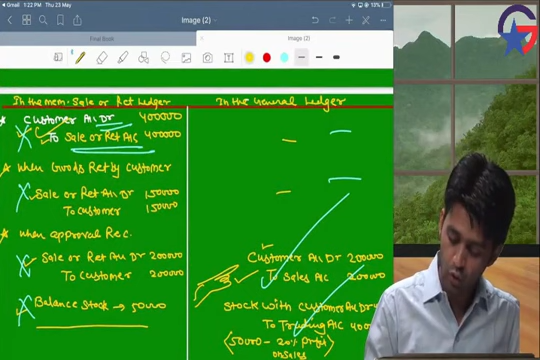 Gmail 1:22 PM Thu 23 May
13%
Image (2)
Final Book
Image (2)
In the mem. Sale or Ret Ledger
In the General Ledger
Customer A/c Dr 400000
To Sale or Ret A/c 400000
When Goods Ret by Customer
Sale or Ret A/c Dr 150000
To Customer 150000
When approval Rec.
Sale or Ret A/c Dr 200000
To Customer 200000
Balance Stock → 50000
Customer A/c Dr 200000
To Sales A/c 200000
Stock with Customer A/c Dr
To Trading A/c
(50000 - 20% Profit
on Sales)
G